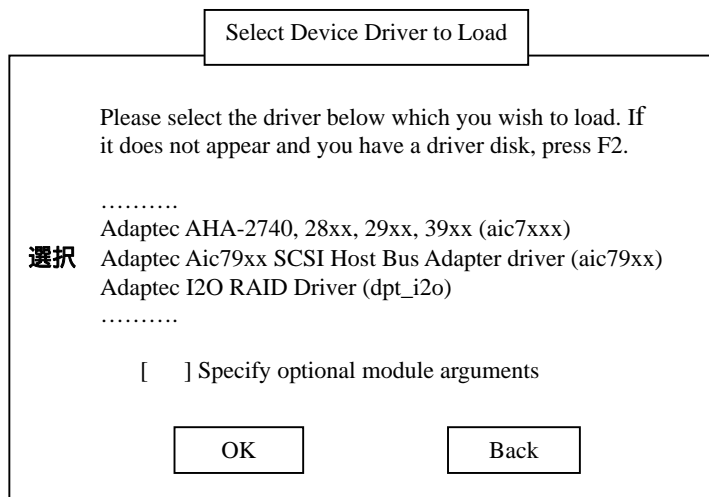 Select Device Driver to Load
Please select the driver below which you wish to load. If
it does not appear and you have a driver disk, press F2.
……….
Adaptec AHA-2740, 28xx, 29xx, 39xx (aic7xxx)
選択 Adaptec Aic79xx SCSI Host Bus Adapter driver (aic79xx)
Adaptec I2O RAID Driver (dpt_i2o)
……….
[ ] Specify optional module arguments
OK Back